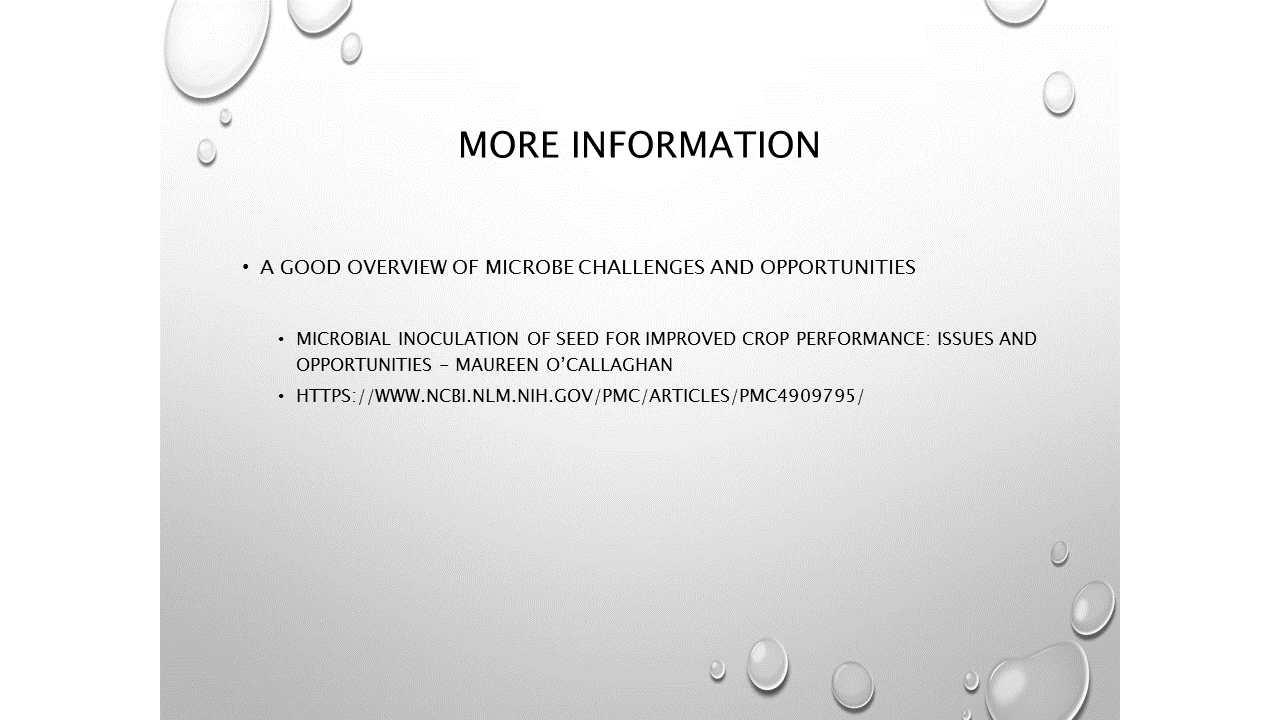 MORE INFORMATION
• A GOOD OVERVIEW OF MICROBE CHALLENGES AND OPPORTUNITIES
• MICROBIAL INOCULATION OF SEED FOR IMPROVED CROP PERFORMANCE: ISSUES AND
OPPORTUNITIES – MAUREEN O’CALLAGHAN
• HTTPS://WWW.NCBI.NLM.NIH.GOV/PMC/ARTICLES/PMC4909795/